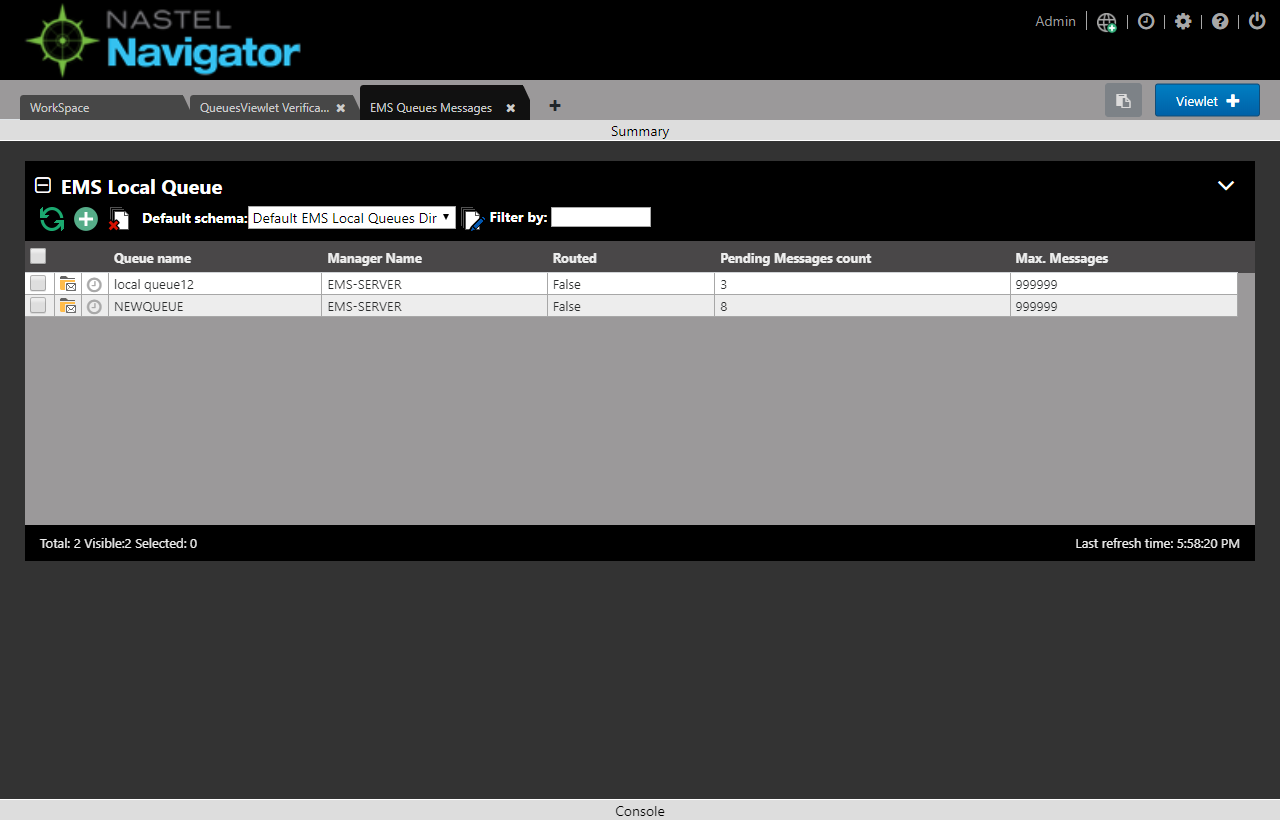 NASTEL
Navigator
Admin
WorkSpace
QueuesViewlet Verifica...
EMS Queues Messages
Viewlet
Summary
EMS Local Queue
Default schema: Default EMS Local Queues Dir Filter by:
Queue name Manager Name Routed Pending Messages count Max. Messages
local queue12 EMS-SERVER False 3 999999
NEWQUEUE EMS-SERVER False 8 999999
Total: 2 Visible:2 Selected: 0 Last refresh time: 5:58:20 PM
Console